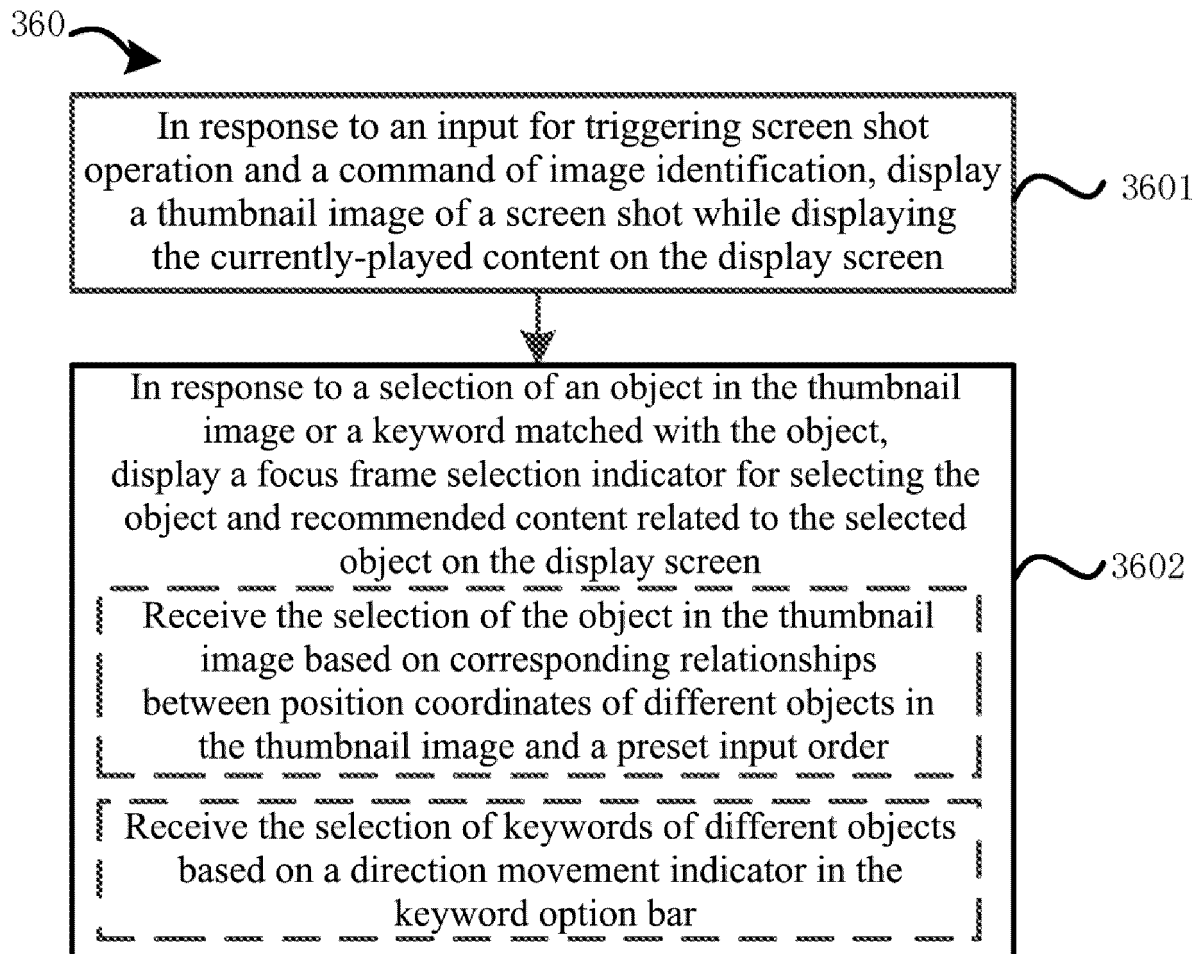 360
In response to an input for triggering screen shot
operation and a command of image identification, display
a thumbnail image of a screen shot while displaying
the currently-played content on the display screen
3601
In response to a selection of an object in the thumbnail
image or a keyword matched with the object,
display a focus frame selection indicator for selecting the
object and recommended content related to the selected
object on the display screen
3602
Receive the selection of the object in the thumbnail
image based on corresponding relationships
between position coordinates of different objects in
the thumbnail image and a preset input order
Receive the selection of keywords of different objects
based on a direction movement indicator in the
keyword option bar